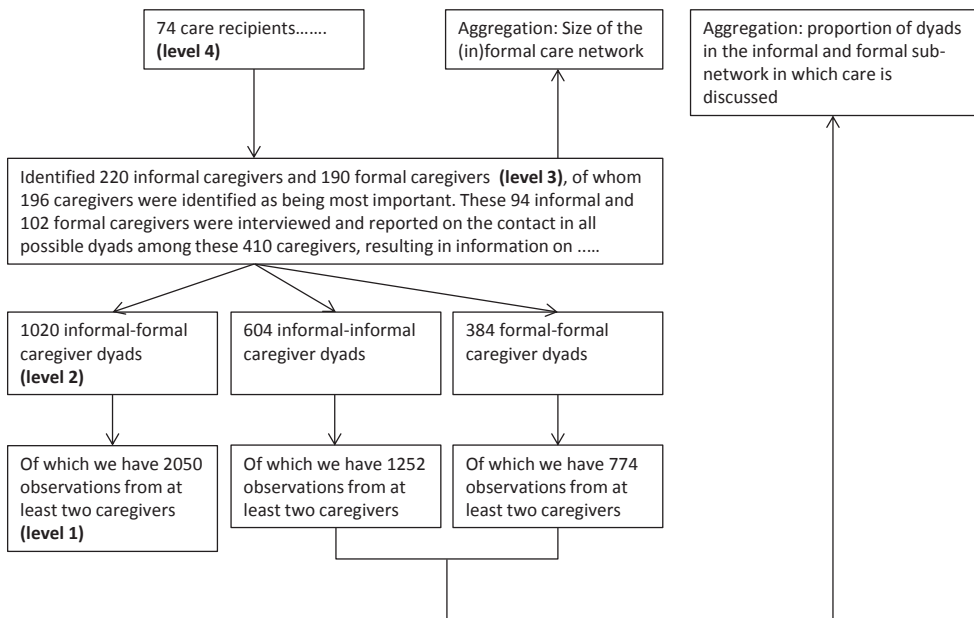 74 care recipients…….
(level 4)
Aggregation: Size of the
(in)formal care network
Aggregation: proportion of dyads
in the informal and formal sub-
network in which care is
discussed
Identified 220 informal caregivers and 190 formal caregivers (level 3), of whom
196 caregivers were identified as being most important. These 94 informal and
102 formal caregivers were interviewed and reported on the contact in all
possible dyads among these 410 caregivers, resulting in information on …..
1020 informal-formal
caregiver dyads
(level 2)
604 informal-informal
caregiver dyads
384 formal-formal
caregiver dyads
Of which we have 2050
observations from at
least two caregivers
(level 1)
Of which we have 1252
observations from at
least two caregivers
Of which we have 774
observations from at
least two caregivers